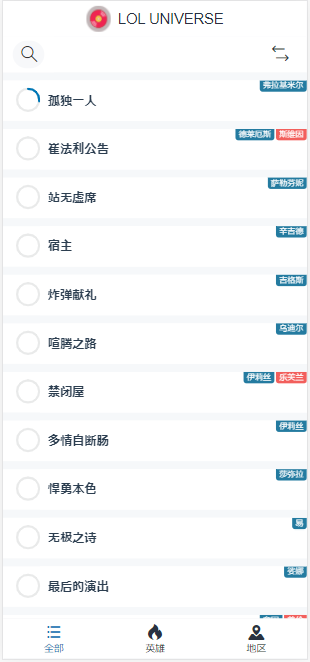 LOL UNIVERSE
弗拉基米尔
孤独一人
德莱厄斯 斯维因
崔法利公告
萨勒芬妮
站无虚席
辛吉德
宿主
吉格斯
炸弹献礼
乌迪尔
喧腾之路
伊莉丝 乐芙兰
禁闭屋
伊莉丝
多情自断肠
莎弥拉
悍勇本色
易
无极之诗
娑娜
最后的演出
全部 英雄 地区